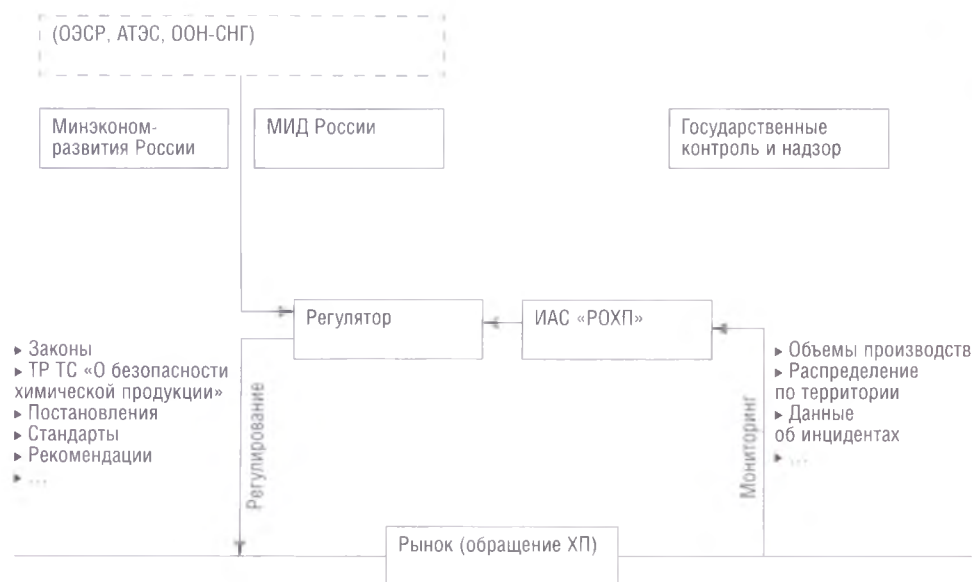 (ОЭСР, АТЭС, ООН-СНГ)
Минэконом-
развития России
МИД России
Государственные
контроль и надзор
Регулятор
ИАС «РОХП»
▸ Законы
▸ ТР ТС «О безопасности
химической продукции»
▸ Постановления
▸ Стандарты
▸ Рекомендации
▸ ...
Регулирование
Мониторинг
▸ Объемы производств
▸ Распределение
по территории
▸ Данные
об инцидентах
▸ ...
Рынок (обращение ХП)